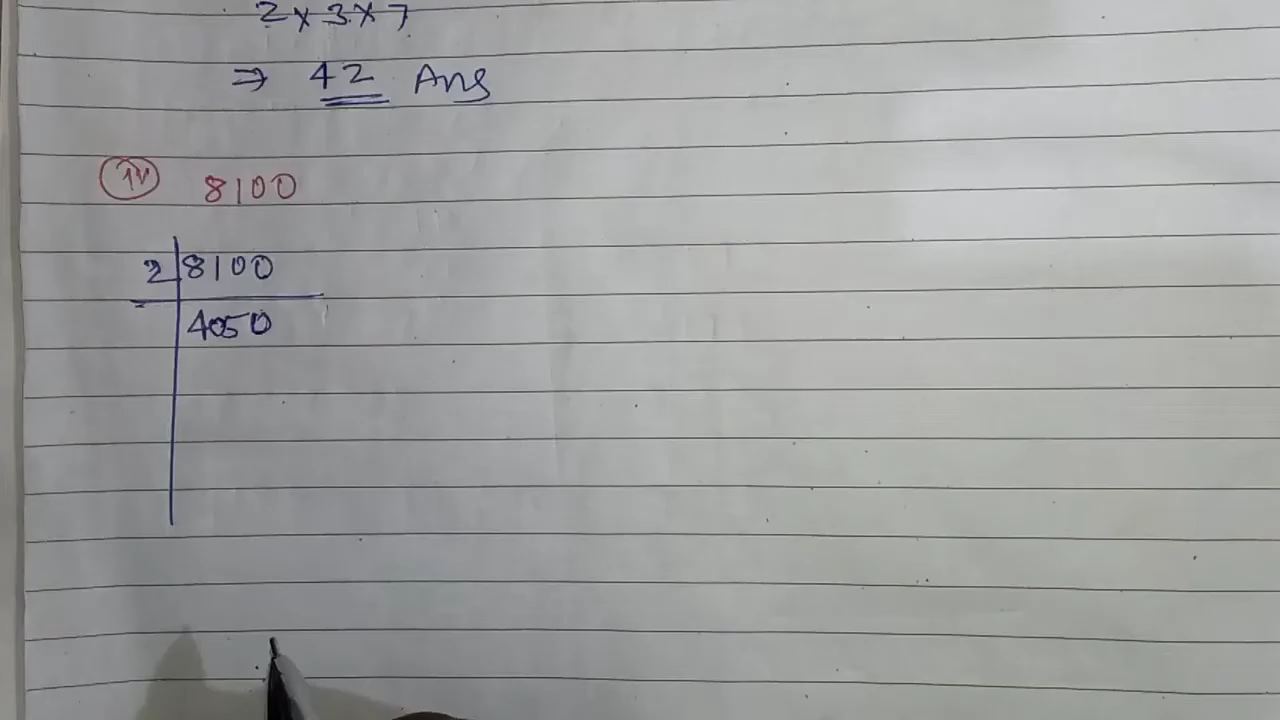 2 × 3 × 7
⇒ 42 Ans
(iv) 8100
2 | 8100
4050